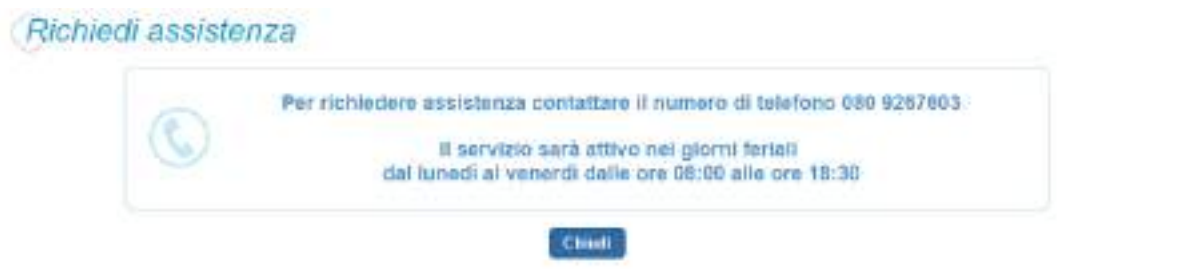 Richiedi assistenza
Per richiedere assistenza contattare il numero di telefono 080 9267603
Il servizio sarà attivo nei giorni feriali
dal lunedì al venerdì dalle ore 08:00 alle ore 18:30
Chiudi